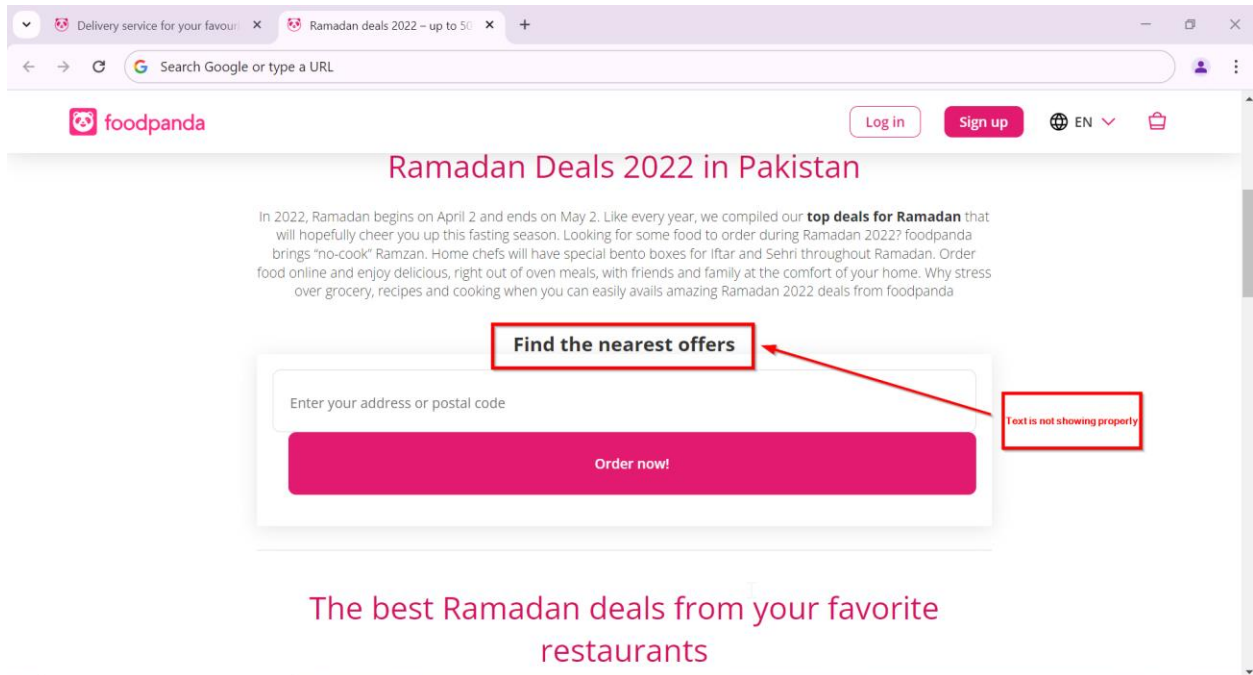 Delivery service for your favour
Ramadan deals 2022 – up to 50
Search Google or type a URL
foodpanda
Log in
Sign up
EN
Ramadan Deals 2022 in Pakistan
In 2022, Ramadan begins on April 2 and ends on May 2. Like every year, we compiled our top deals for Ramadan that
will hopefully cheer you up this fasting season. Looking for some food to order during Ramadan 2022? foodpanda
brings “no-cook” Ramzan. Home chefs will have special bento boxes for Iftar and Sehri throughout Ramadan. Order
food online and enjoy delicious, right out of oven meals, with friends and family at the comfort of your home. Why stress
over grocery, recipes and cooking when you can easily avails amazing Ramadan 2022 deals from foodpanda
Find the nearest offers
Enter your address or postal code
Text is not showing properly
Order now!
The best Ramadan deals from your favorite
restaurants